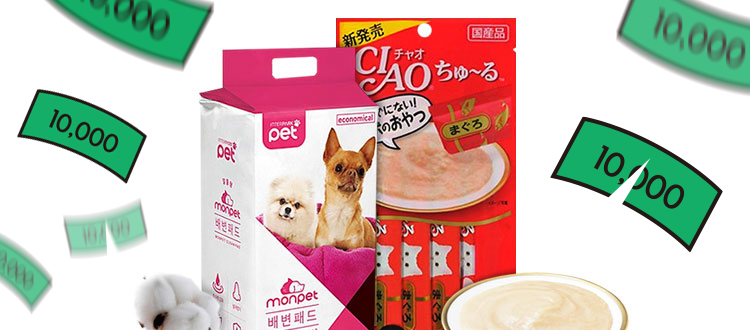 10,000
10,000
10,000
10,000
INTERPARK
pet
economical
monpet
배변패드
monpet
배변패드
新発売
国産品
CIAO
チャオ
ちゅ〜る
まぐろ